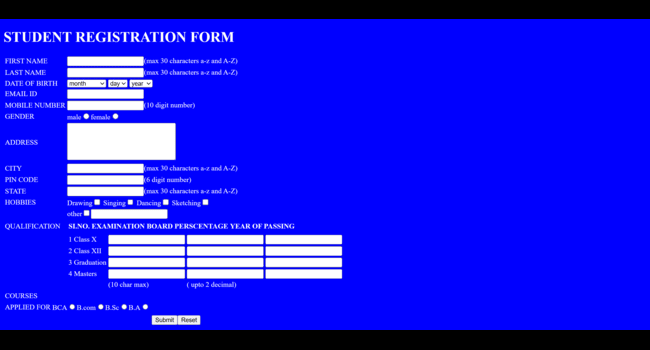 STUDENT REGISTRATION FORM
FIRST NAME (max 30 characters a-z and A-Z)
LAST NAME (max 30 characters a-z and A-Z)
DATE OF BIRTH month day year
EMAIL ID
MOBILE NUMBER (10 digit number)
GENDER male female
ADDRESS
CITY (max 30 characters a-z and A-Z)
PIN CODE (6 digit number)
STATE (max 30 characters a-z and A-Z)
HOBBIES Drawing Singing Dancing Sketching
other
QUALIFICATION SI.NO. EXAMINATION BOARD PERSCENTAGE YEAR OF PASSING
1 Class X
2 Class XII
3 Graduation
4 Masters
(10 char max) ( upto 2 decimal)
COURSES
APPLIED FOR BCA B.com B.Sc B.A
Submit Reset